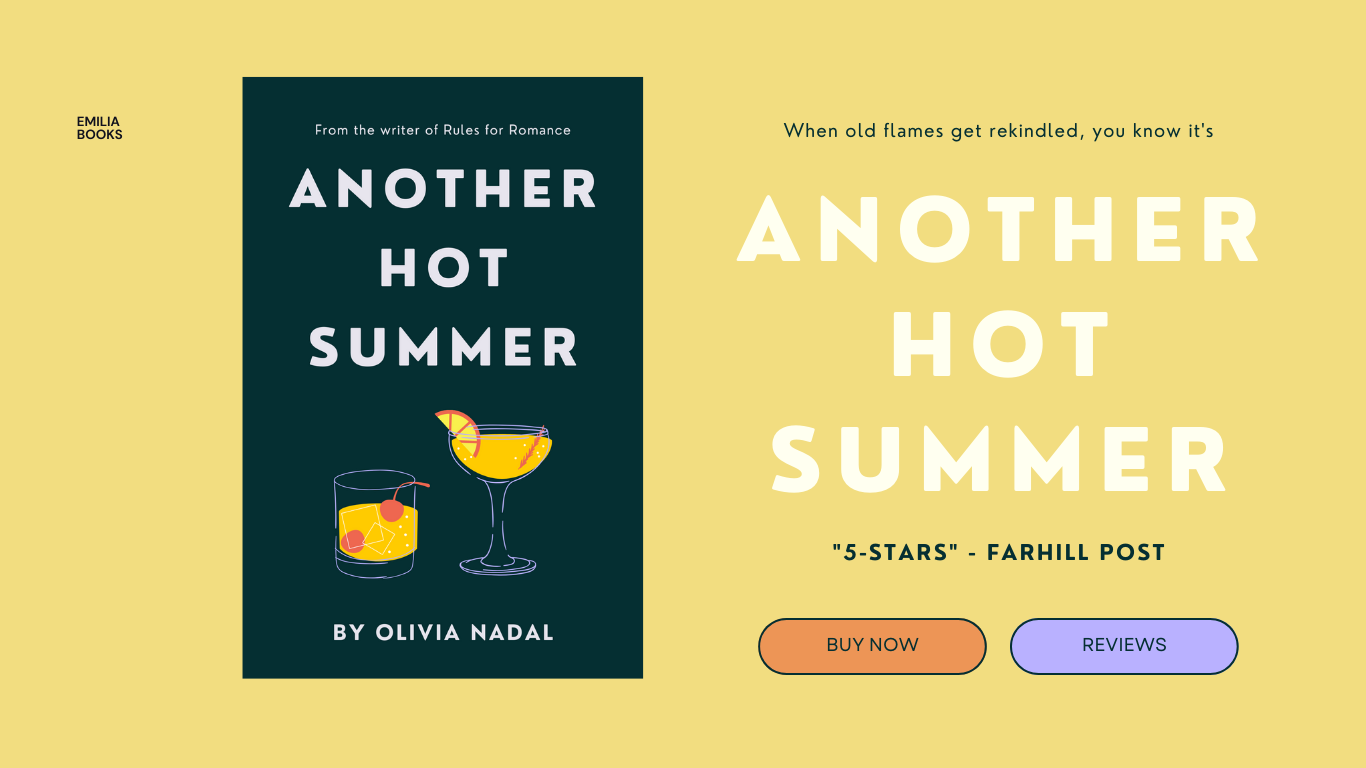 EMILIA
BOOKS
From the writer of Rules for Romance
ANOTHER
HOT
SUMMER
BY OLIVIA NADAL
When old flames get rekindled, you know it's
ANOTHER
HOT
SUMMER
"5-STARS" - FARHILL POST
BUY NOW
REVIEWS